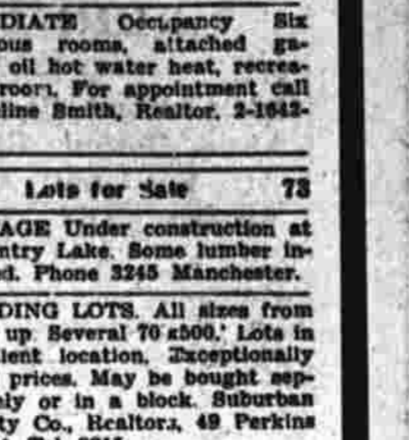 DIATE Occupancy Six
ous rooms, attached ga-
oil hot water heat, recrea-
room. For appointment call
line Smith, Realtor. 2-1642-
Lots for Sale 73
AGE Under construction at
ntry Lake. Some lumber in-
d. Phone 3245 Manchester.
DING LOTS. All sizes from
up Several 70 x500.' Lots in
ient location. Exceptionally
prices. May be bought sep-
ly or in a block. Suburban
ty Co., Realtors, 49 Perkins